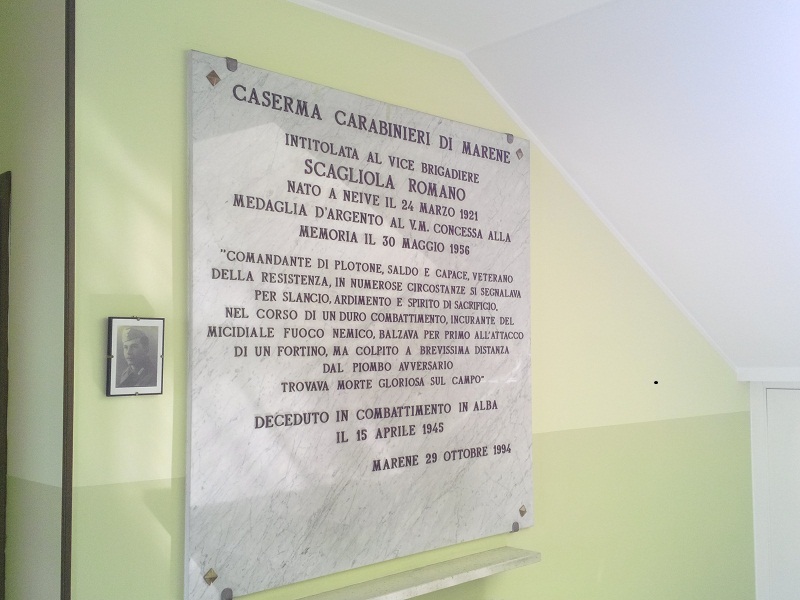 CASERMA CARABINIERI DI MARENE
INTITOLATA AL VICE BRIGADIERE
SCAGLIOLA ROMANO
NATO A NEIVE IL 24 MARZO 1921
MEDAGLIA D'ARGENTO AL V.M. CONCESSA ALLA
MEMORIA IL 30 MAGGIO 1956
"COMANDANTE DI PLOTONE, SALDO E CAPACE, VETERANO
DELLA RESISTENZA, IN NUMEROSE CIRCOSTANZE SI SEGNALAVA
PER SLANCIO, ARDIMENTO E SPIRITO DI SACRIFICIO.
NEL CORSO DI UN DURO COMBATTIMENTO, INCURANTE DEL
MICIDIALE FUOCO NEMICO, BALZAVA PER PRIMO ALL'ATTACCO
DI UN FORTINO, MA COLPITO A BREVISSIMA DISTANZA
DAL PIOMBO AVVERSARIO
TROVAVA MORTE GLORIOSA SUL CAMPO"
DECEDUTO IN COMBATTIMENTO IN ALBA
IL 15 APRILE 1945
MARENE 29 OTTOBRE 1994